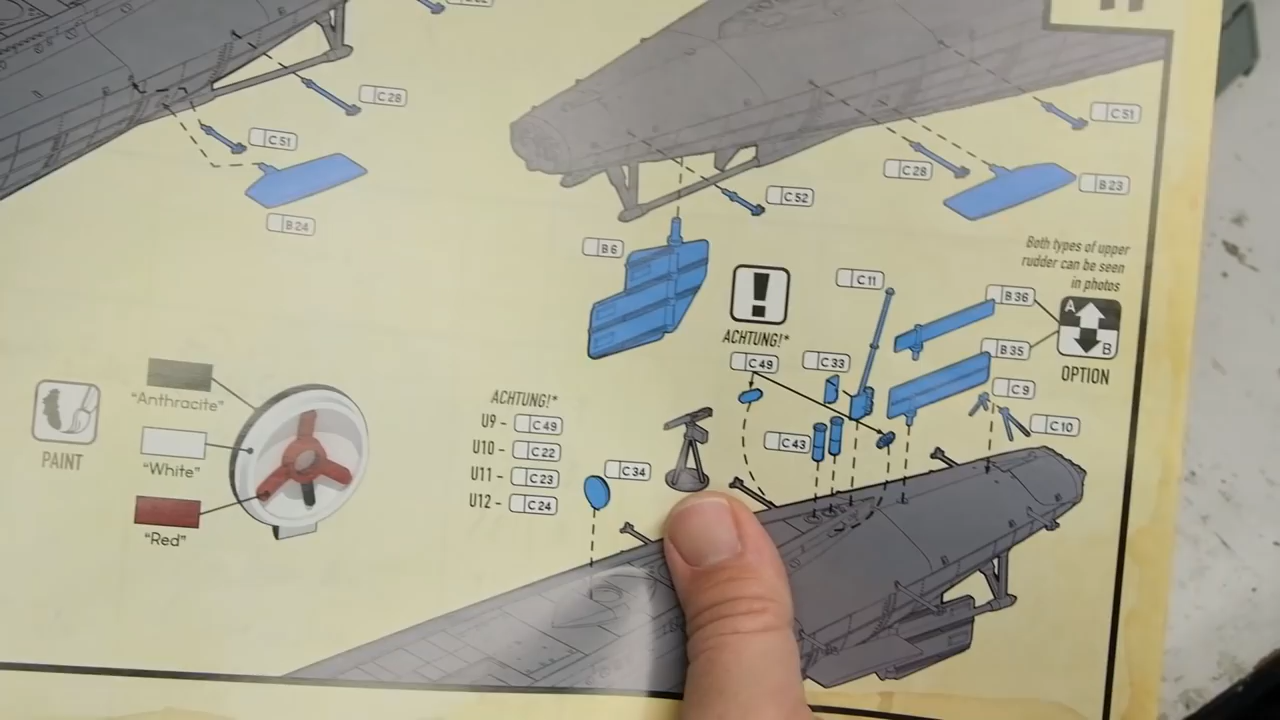 C28
C51
B24
C51
C28
B23
C52
B6
Both types of upper
rudder can be seen
in photos
C11
B36
A
B
B35
OPTION
!
ACHTUNG!*
C49
C33
C9
C10
C43
"Anthracite"
"White"
"Red"
PAINT
ACHTUNG!*
U9 - C49
U10 - C22
U11 - C23
U12 - C24
C34